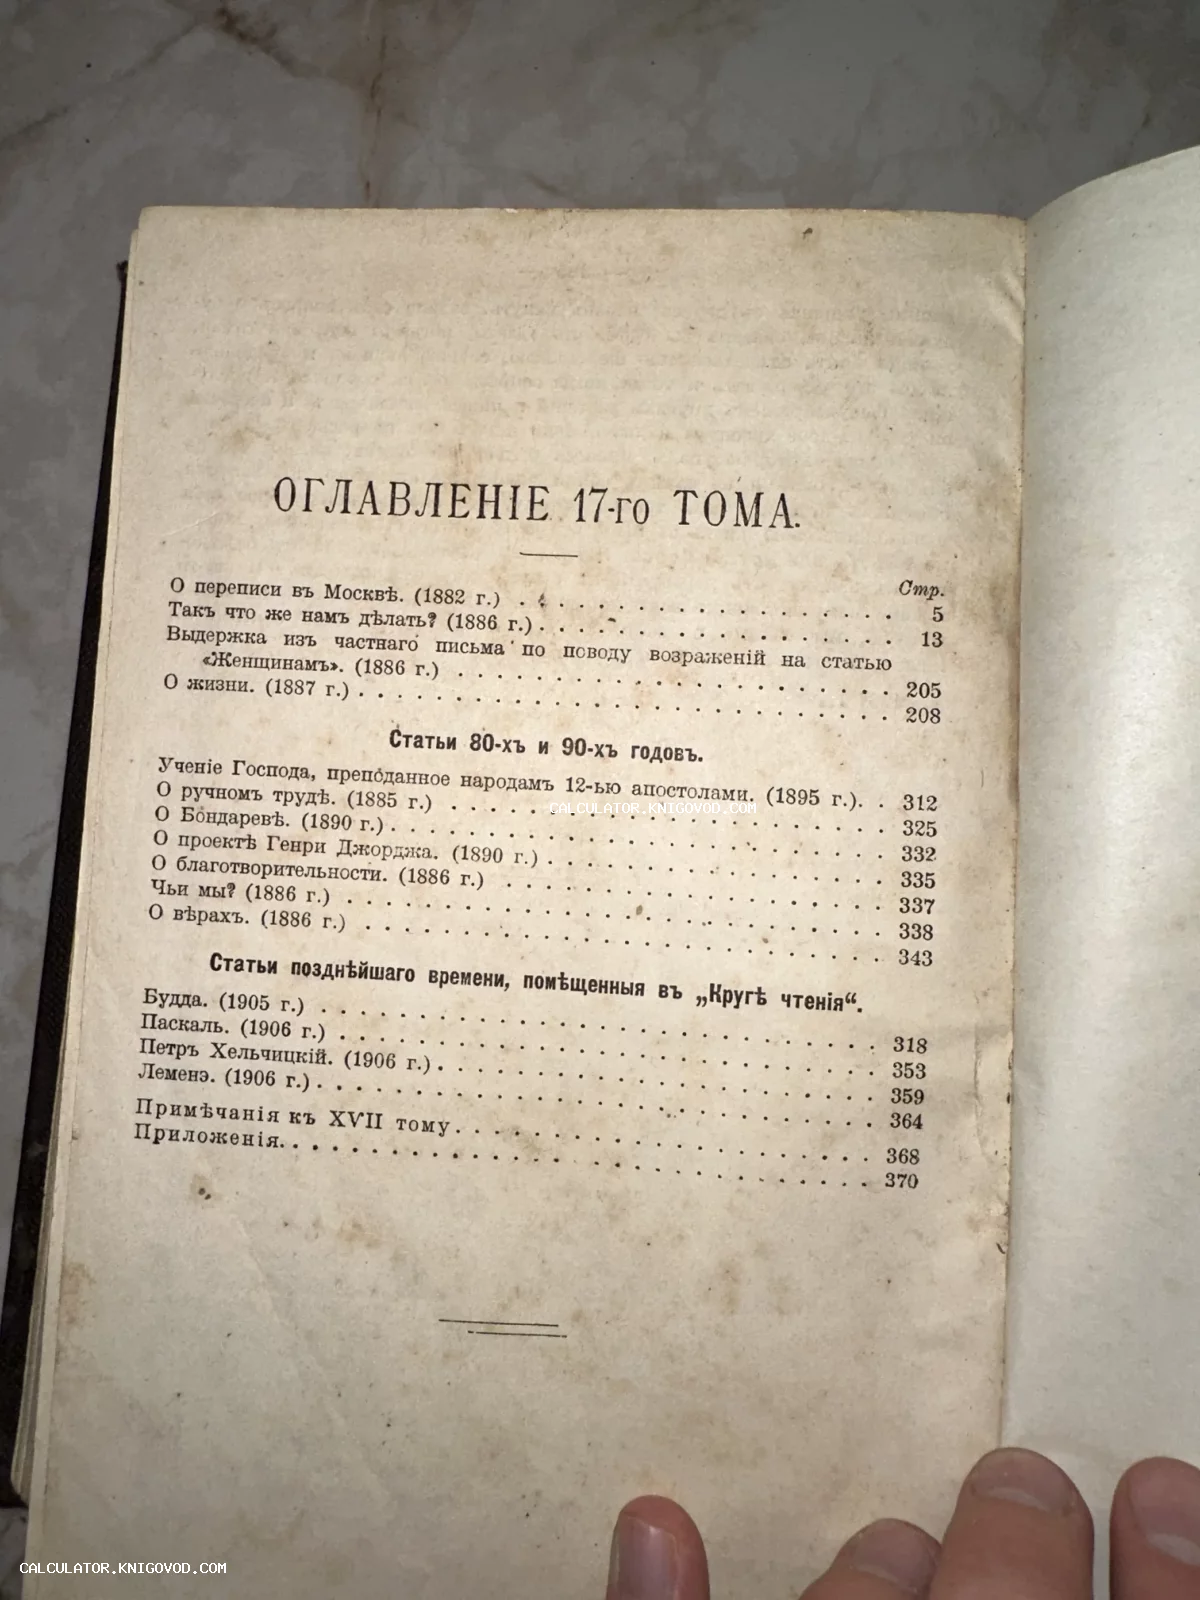 ОГЛАВЛЕНІЕ 17-го ТОМА.
Стр.
О переписи въ Москвѣ. (1882 г.) . . . . . . . . . . . . . . . . 5
Такъ что же намъ дѣлать? (1886 г.) . . . . . . . . . . . . . . . 13
Выдержка изъ частнаго письма по поводу возраженій на статью
«Женщинамъ». (1886 г.) . . . . . . . . . . . . . . . . . 205
О жизни. (1887 г.) . . . . . . . . . . . . . . . . . . . . 208
Статьи 80-хъ и 90-хъ годовъ.
Ученіе Господа, преподанное народамъ 12-ью апостолами. (1895 г.). . 312
О ручномъ трудѣ. (1885 г.) . . . . . . . . . . . . . . . . . 325
О Бондаревѣ. (1890 г.) . . . . . . . . . . . . . . . . . . . 332
О проектѣ Генри Джорджа. (1890 г.) . . . . . . . . . . . . . . 335
О благотворительности. (1886 г.) . . . . . . . . . . . . . . . 337
Чьи мы? (1886 г.) . . . . . . . . . . . . . . . . . . . . . 338
О вѣрахъ. (1886 г.) . . . . . . . . . . . . . . . . . . . . 343
Статьи позднѣйшаго времени, помѣщенныя въ „Кругѣ чтенія“.
Будда. (1905 г.) . . . . . . . . . . . . . . . . . . . . . 318
Паскаль. (1906 г.) . . . . . . . . . . . . . . . . . . . . 353
Петръ Хельчицкій. (1906 г.) . . . . . . . . . . . . . . . . . 359
Леменэ. (1906 г.) . . . . . . . . . . . . . . . . . . . . . 364
Примѣчанія къ XVII тому. . . . . . . . . . . . . . . . . . . 368
Приложенія. . . . . . . . . . . . . . . . . . . . . . . . 370
CALCULATOR.KNIGOVOD.COM
CALCULATOR.KNIGOVOD.COM